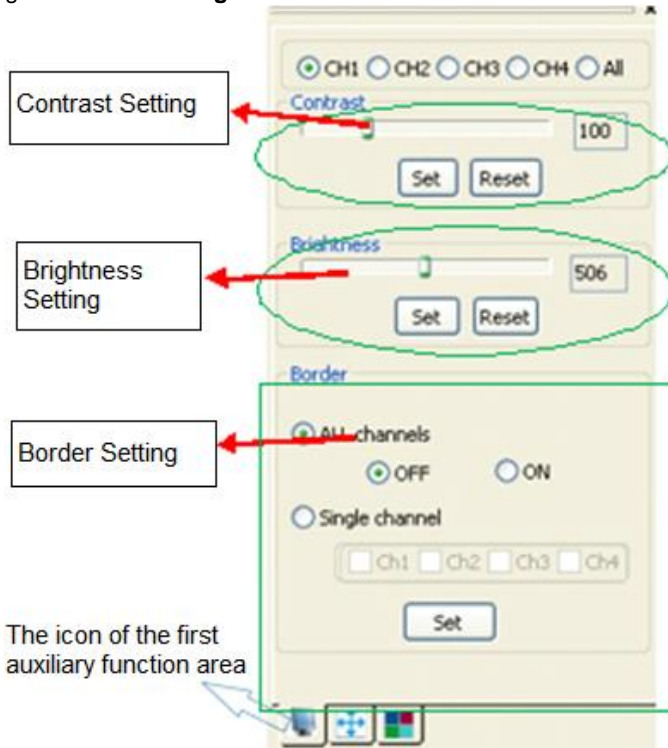 CH1 CH2 CH3 CH4 All
Contrast Setting
Contrast
100
Set Reset
Brightness
Setting
Brightness
506
Set Reset
Border
Border Setting
ALL channels
OFF ON
Single channel
Ch1 Ch2 Ch3 Ch4
Set
The icon of the first
auxiliary function area